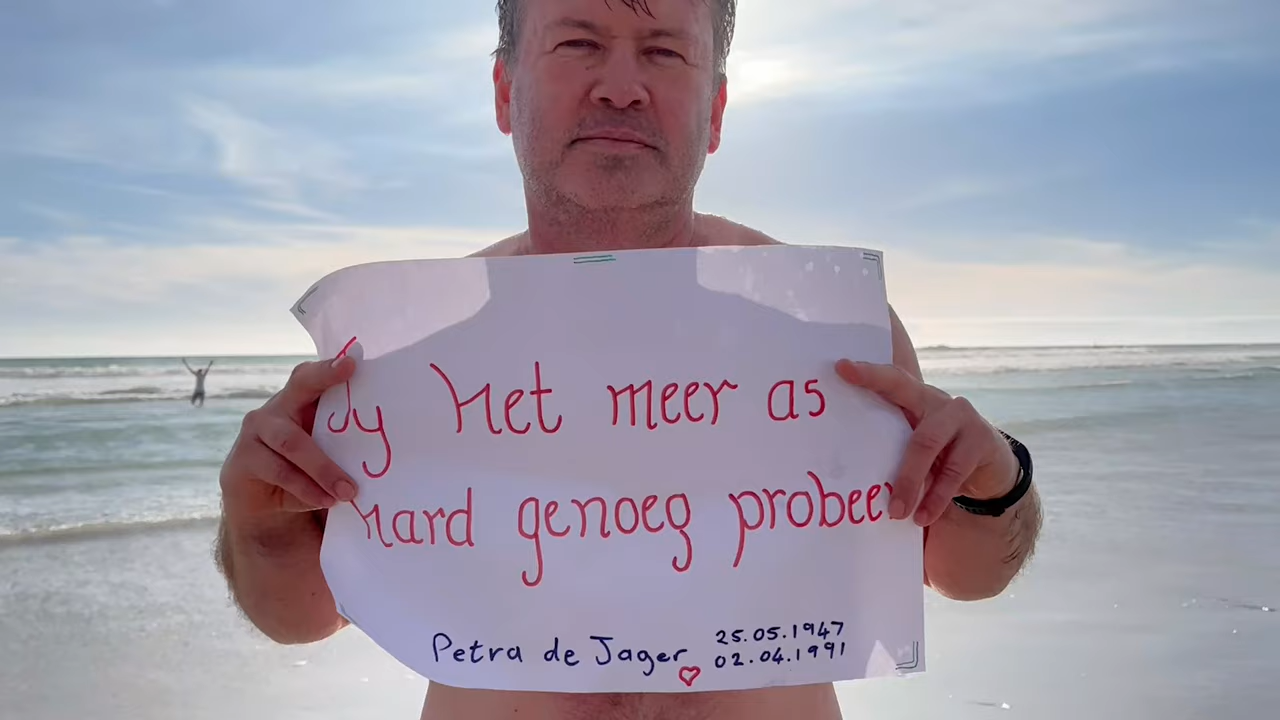 Jy het meer as
hard genoeg probeer
Petra de Jager
25.05.1947
02.04.1991